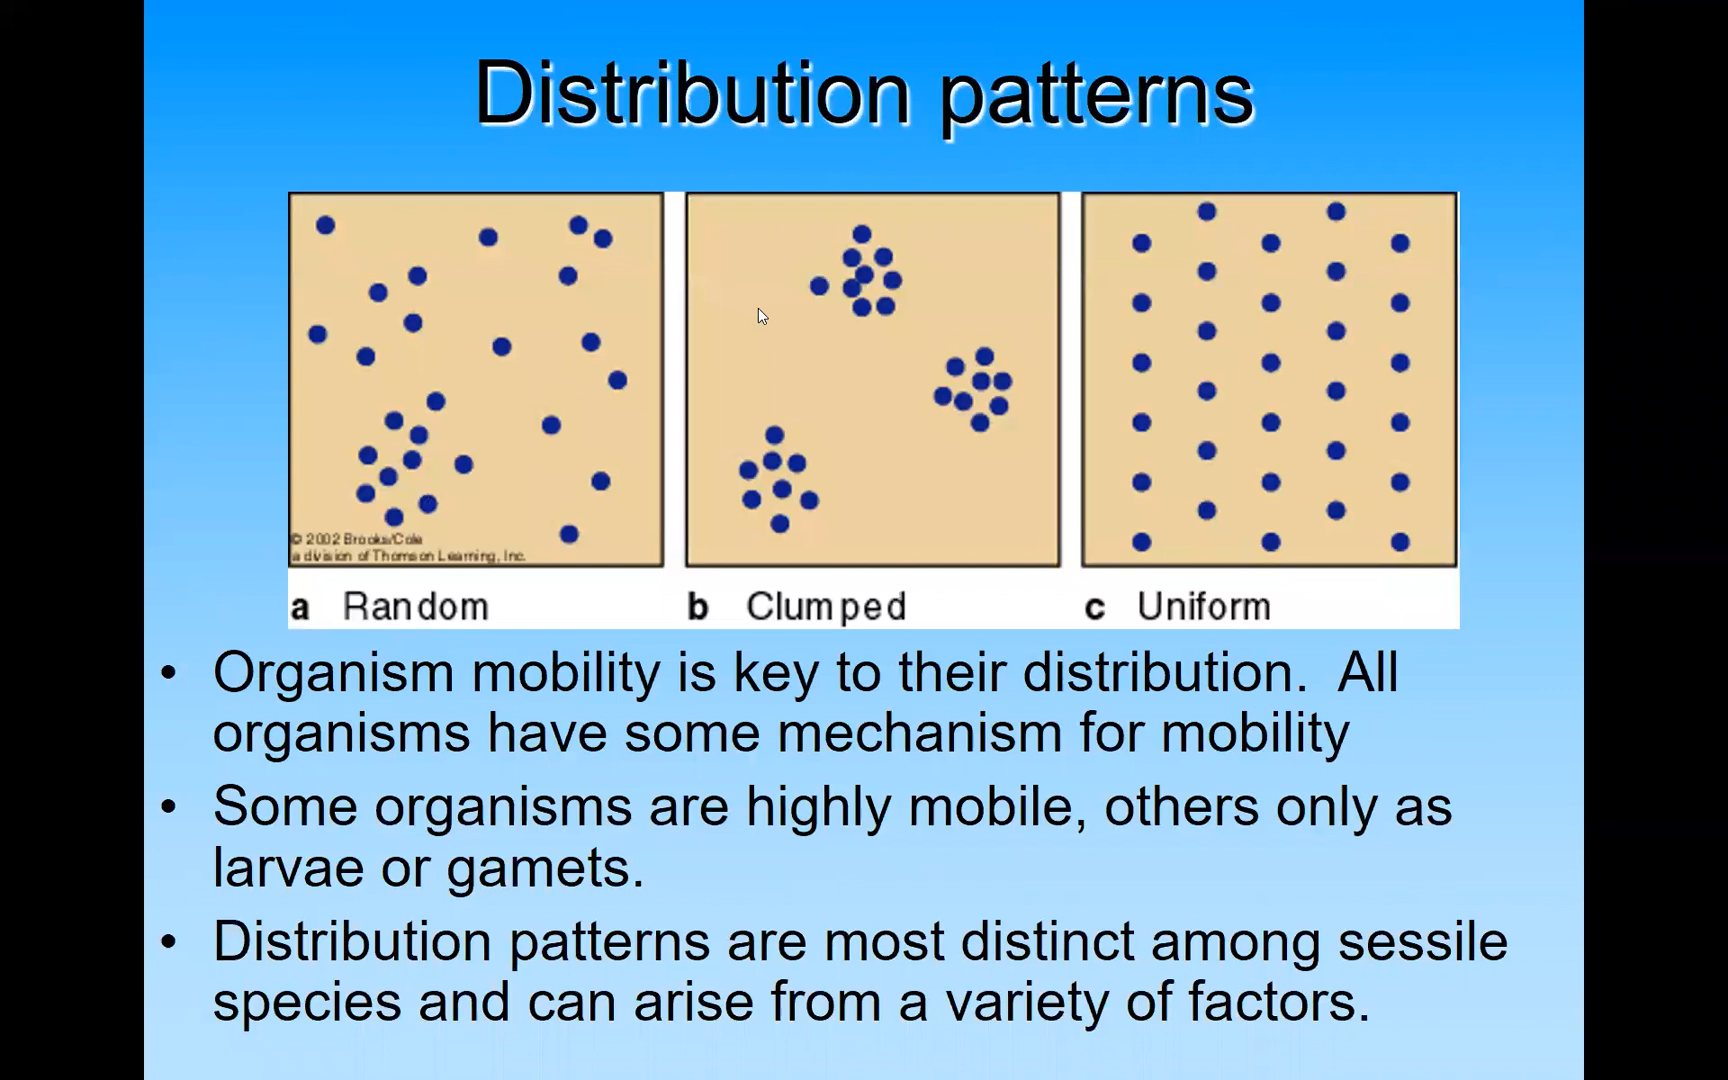 Distribution patterns
© 2002 Brooks/Cole
a division of Thomson Learning, Inc.
a Random
b Clumped
c Uniform
• Organism mobility is key to their distribution.  All
organisms have some mechanism for mobility
• Some organisms are highly mobile, others only as
larvae or gamets.
• Distribution patterns are most distinct among sessile
species and can arise from a variety of factors.